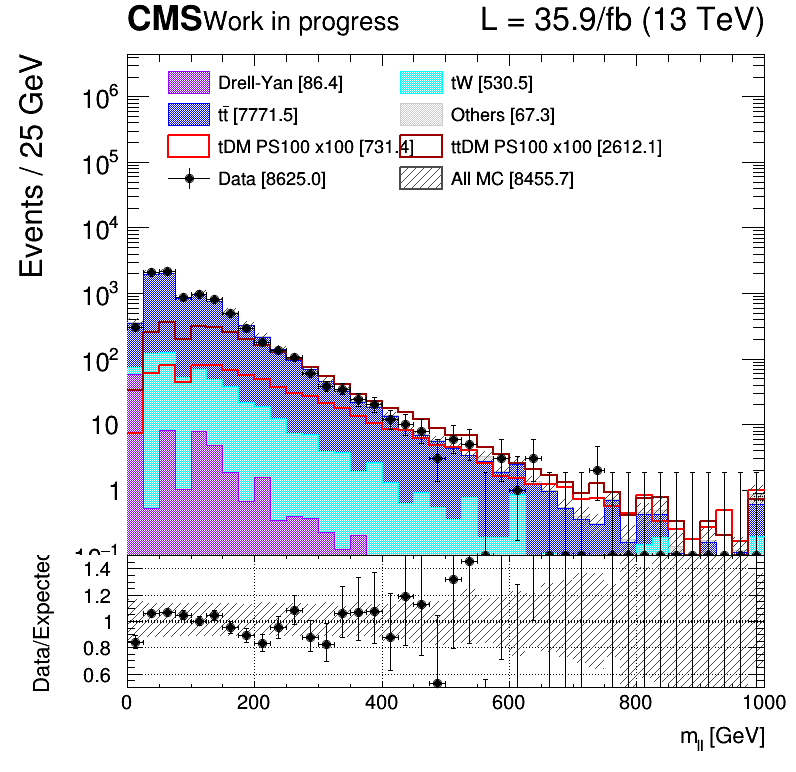 CMS Work in progress L = 35.9/fb (13 TeV)
Events / 25 GeV
Drell-Yan [86.4] tW [530.5]
tt̄ [7771.5] Others [67.3]
tDM PS100 x100 [731.4] ttDM PS100 x100 [2612.1]
Data [8625.0] All MC [8455.7]
10⁶
10⁵
10⁴
10³
10²
10
1
10⁻¹
Data/Expected
1.4
1.2
1
0.8
0.6
0 200 400 600 800 1000
m_ll [GeV]